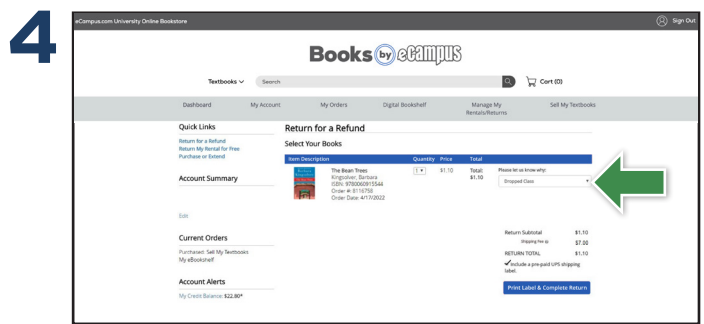 4
eCampus.com University Online Bookstore
Sign Out
Books by eCampus
Textbooks
Search
Cart (0)
Dashboard
My Account
My Orders
Digital Bookshelf
Manage My
Rentals/Returns
Sell My Textbooks
Quick Links
Return for a Refund
Return My Rental for Free
Purchase or Extend
Account Summary
Edit
Current Orders
Purchased: Sell My Textbooks
My eBookshelf
Account Alerts
My Credit Balance: $22.80*
Return for a Refund
Select Your Books
Item Description Quantity Price Total
The Bean Trees
Kingsolver, Barbara
ISBN: 9780060915544
Order #: 8116758
Order Date: 4/17/2022
1
$1.10
Total:
$1.10
Please let us know why:
Dropped Class
Return Subtotal $1.10
Shipping Fee $7.00
RETURN TOTAL $1.10
Include a pre-paid UPS shipping
label.
Print Label & Complete Return